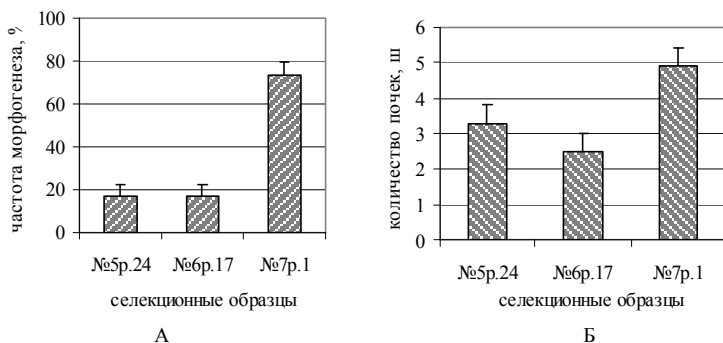 частота морфогенеза, %
100
80
60
40
20
0
№5р.24 №6р.17 №7р.1
селекционные образцы
А
количество почек, ш
6
5
4
3
2
1
0
№5р.24 №6р.17 №7р.1
селекционные образцы
Б